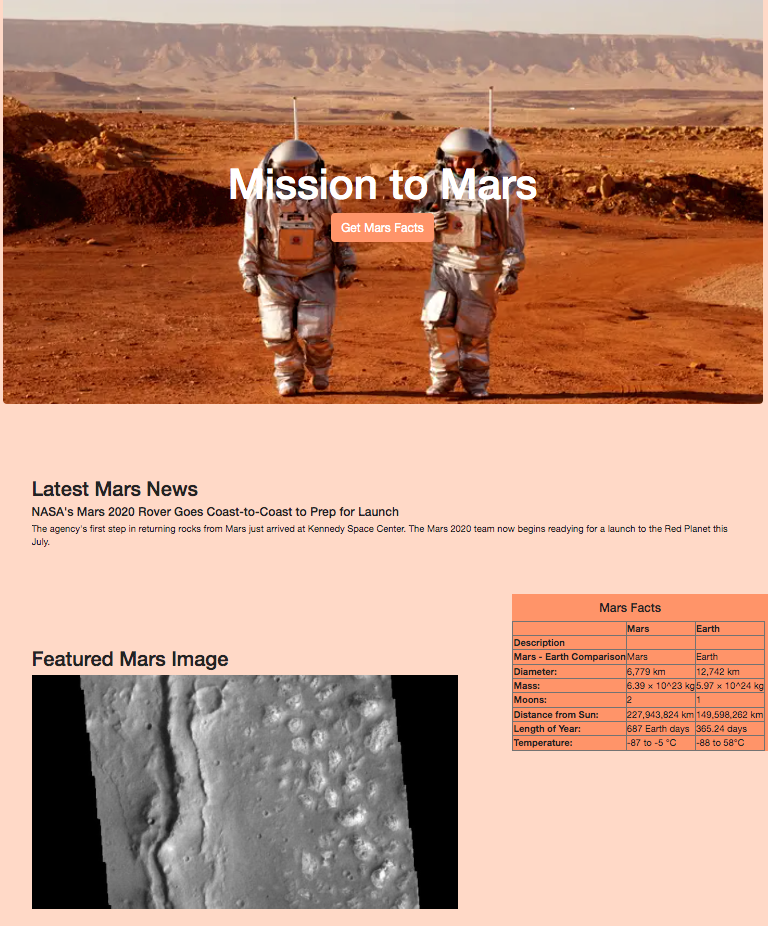 Mission to Mars
Get Mars Facts
Latest Mars News
NASA's Mars 2020 Rover Goes Coast-to-Coast to Prep for Launch
The agency's first step in returning rocks from Mars just arrived at Kennedy Space Center. The Mars 2020 team now begins readying for a launch to the Red Planet this
July.
Featured Mars Image
Mars Facts
Mars Earth
Description
Mars - Earth Comparison Mars Earth
Diameter: 6,779 km 12,742 km
Mass: 6.39 × 10^23 kg 5.97 × 10^24 kg
Moons: 2 1
Distance from Sun: 227,943,824 km 149,598,262 km
Length of Year: 687 Earth days 365.24 days
Temperature: -87 to -5 °C -88 to 58°C